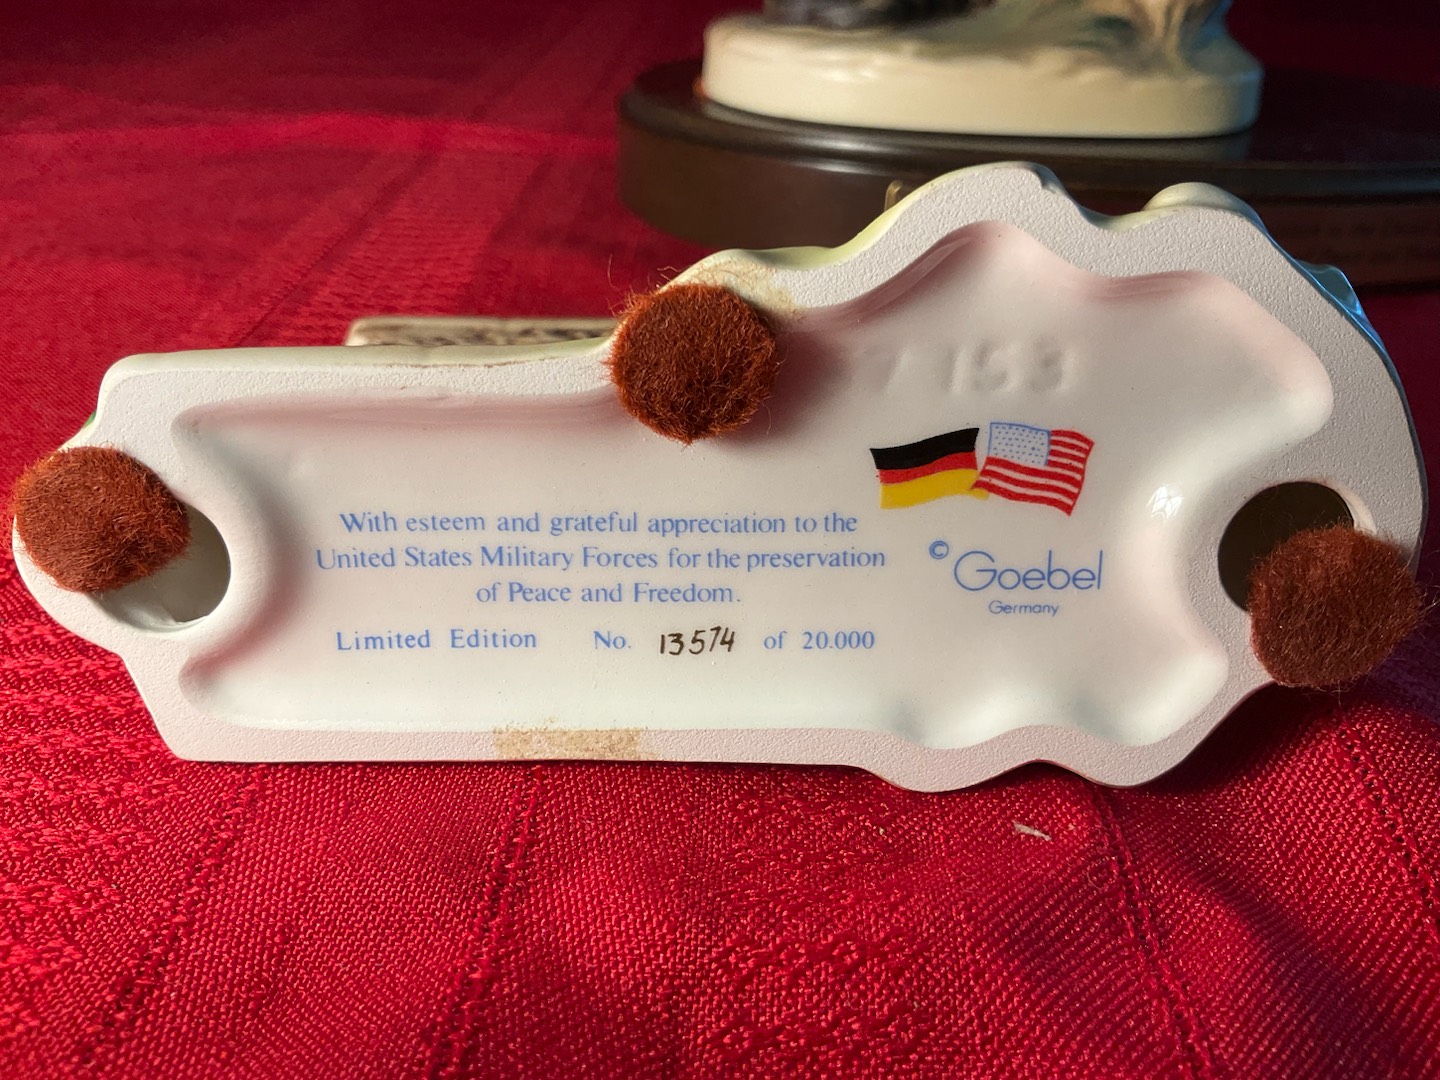 153
With esteem and grateful appreciation to the
United States Military Forces for the preservation
of Peace and Freedom.
Limited Edition No. 13574 of 20.000
© Goebel
Germany